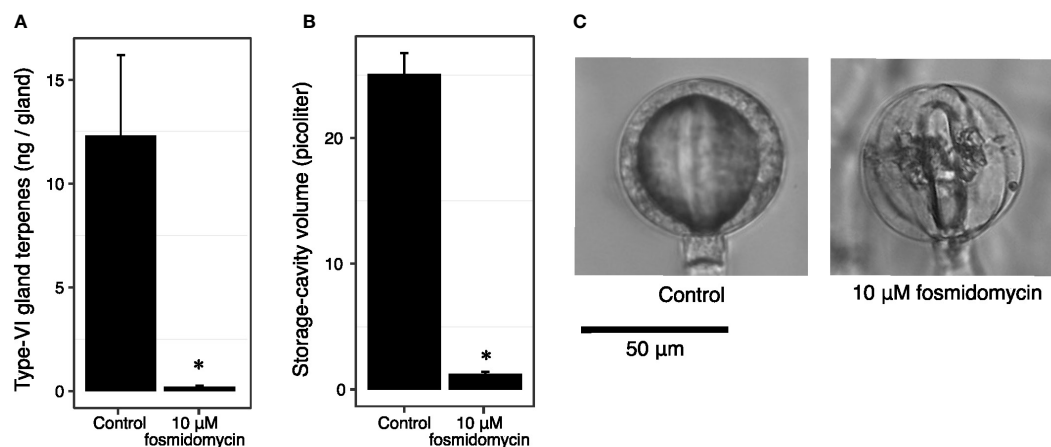 A
Type-VI gland terpenes (ng / gland)
15
10
5
0
*
Control
10 μM
fosmidomycin
B
Storage-cavity volume (picoliter)
20
10
0
*
Control
10 μM
fosmidomycin
C
Control
10 μM fosmidomycin
50 μm